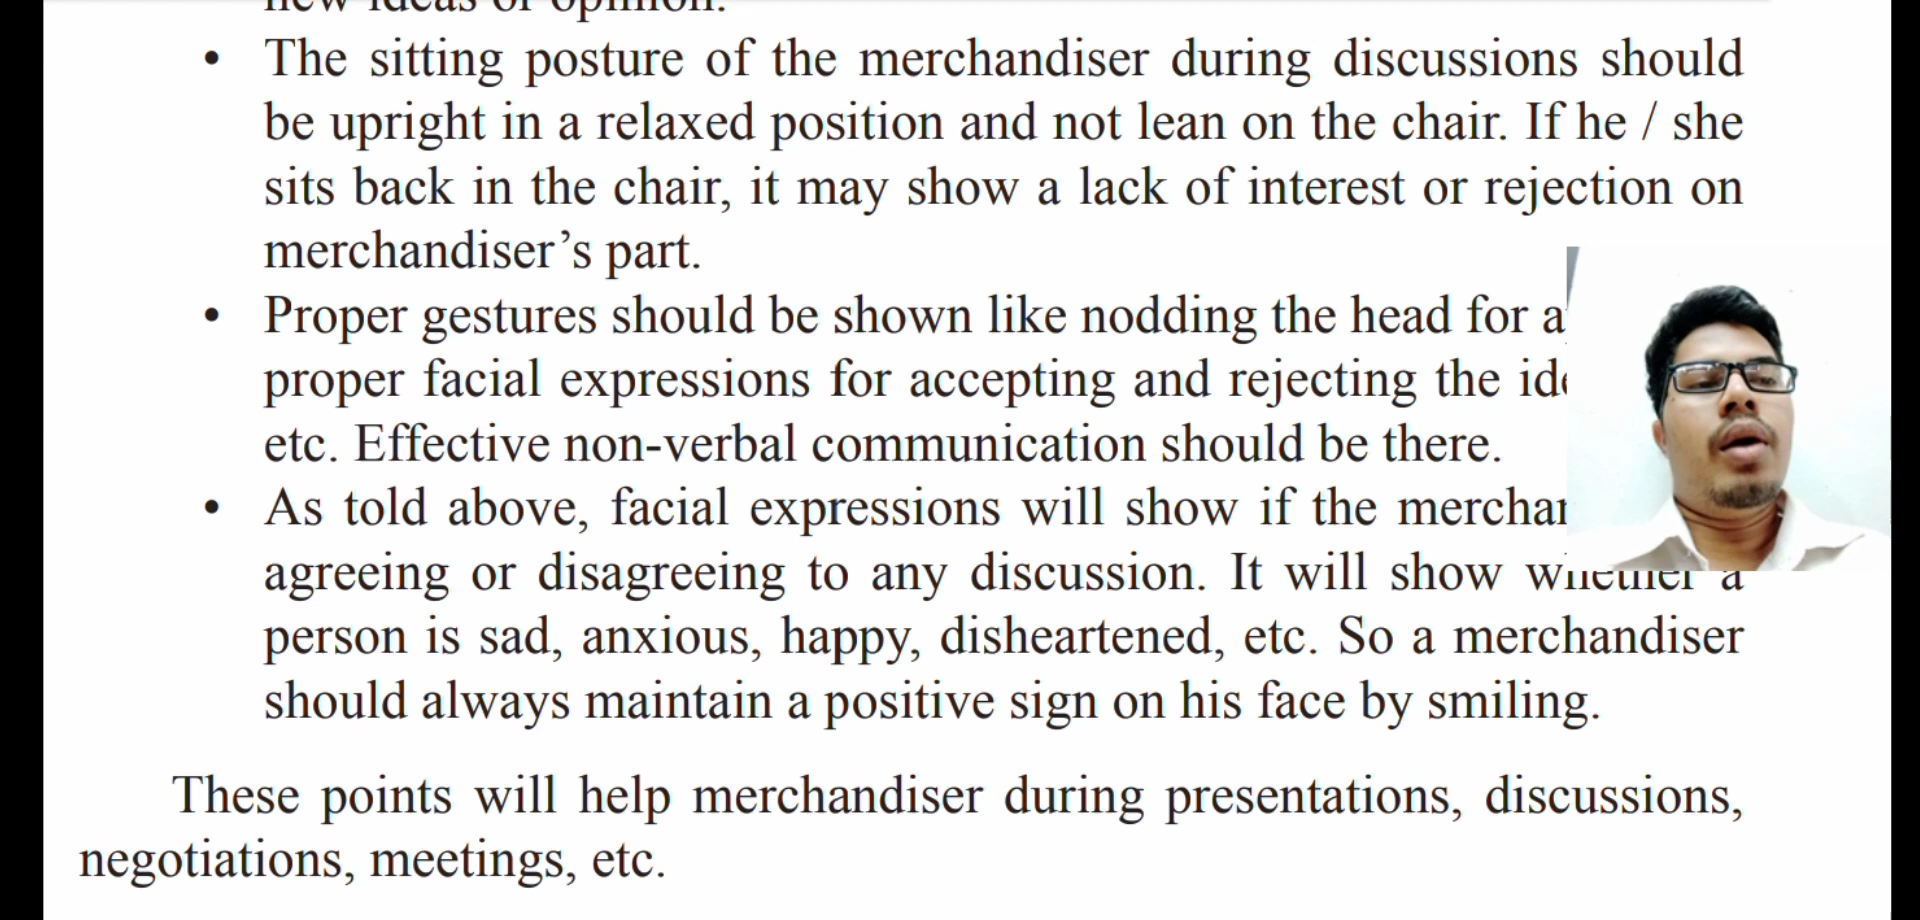 new ideas or opinion.
• The sitting posture of the merchandiser during discussions should
be upright in a relaxed position and not lean on the chair. If he / she
sits back in the chair, it may show a lack of interest or rejection on
merchandiser’s part.
• Proper gestures should be shown like nodding the head for
proper facial expressions for accepting and rejecting the
etc. Effective non-verbal communication should be there.
• As told above, facial expressions will show if the
agreeing or disagreeing to any discussion. It will show whether a
person is sad, anxious, happy, disheartened, etc. So a merchandiser
should always maintain a positive sign on his face by smiling.
These points will help merchandiser during presentations, discussions,
negotiations, meetings, etc.